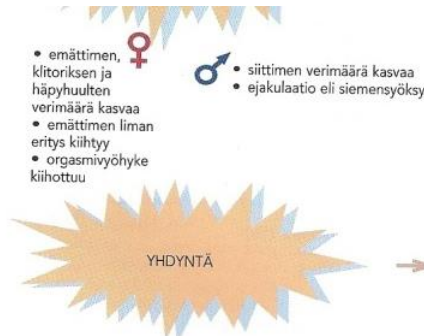 • emättimen,
klitoriksen ja
häpyhuulten
verimäärä kasvaa
• emättimen liman
eritys kiihtyy
• orgasmivyöhyke
kiihottuu
• siittimen verimäärä kasvaa
• ejakulaatio eli siemensyöksy
YHDYNTÄ